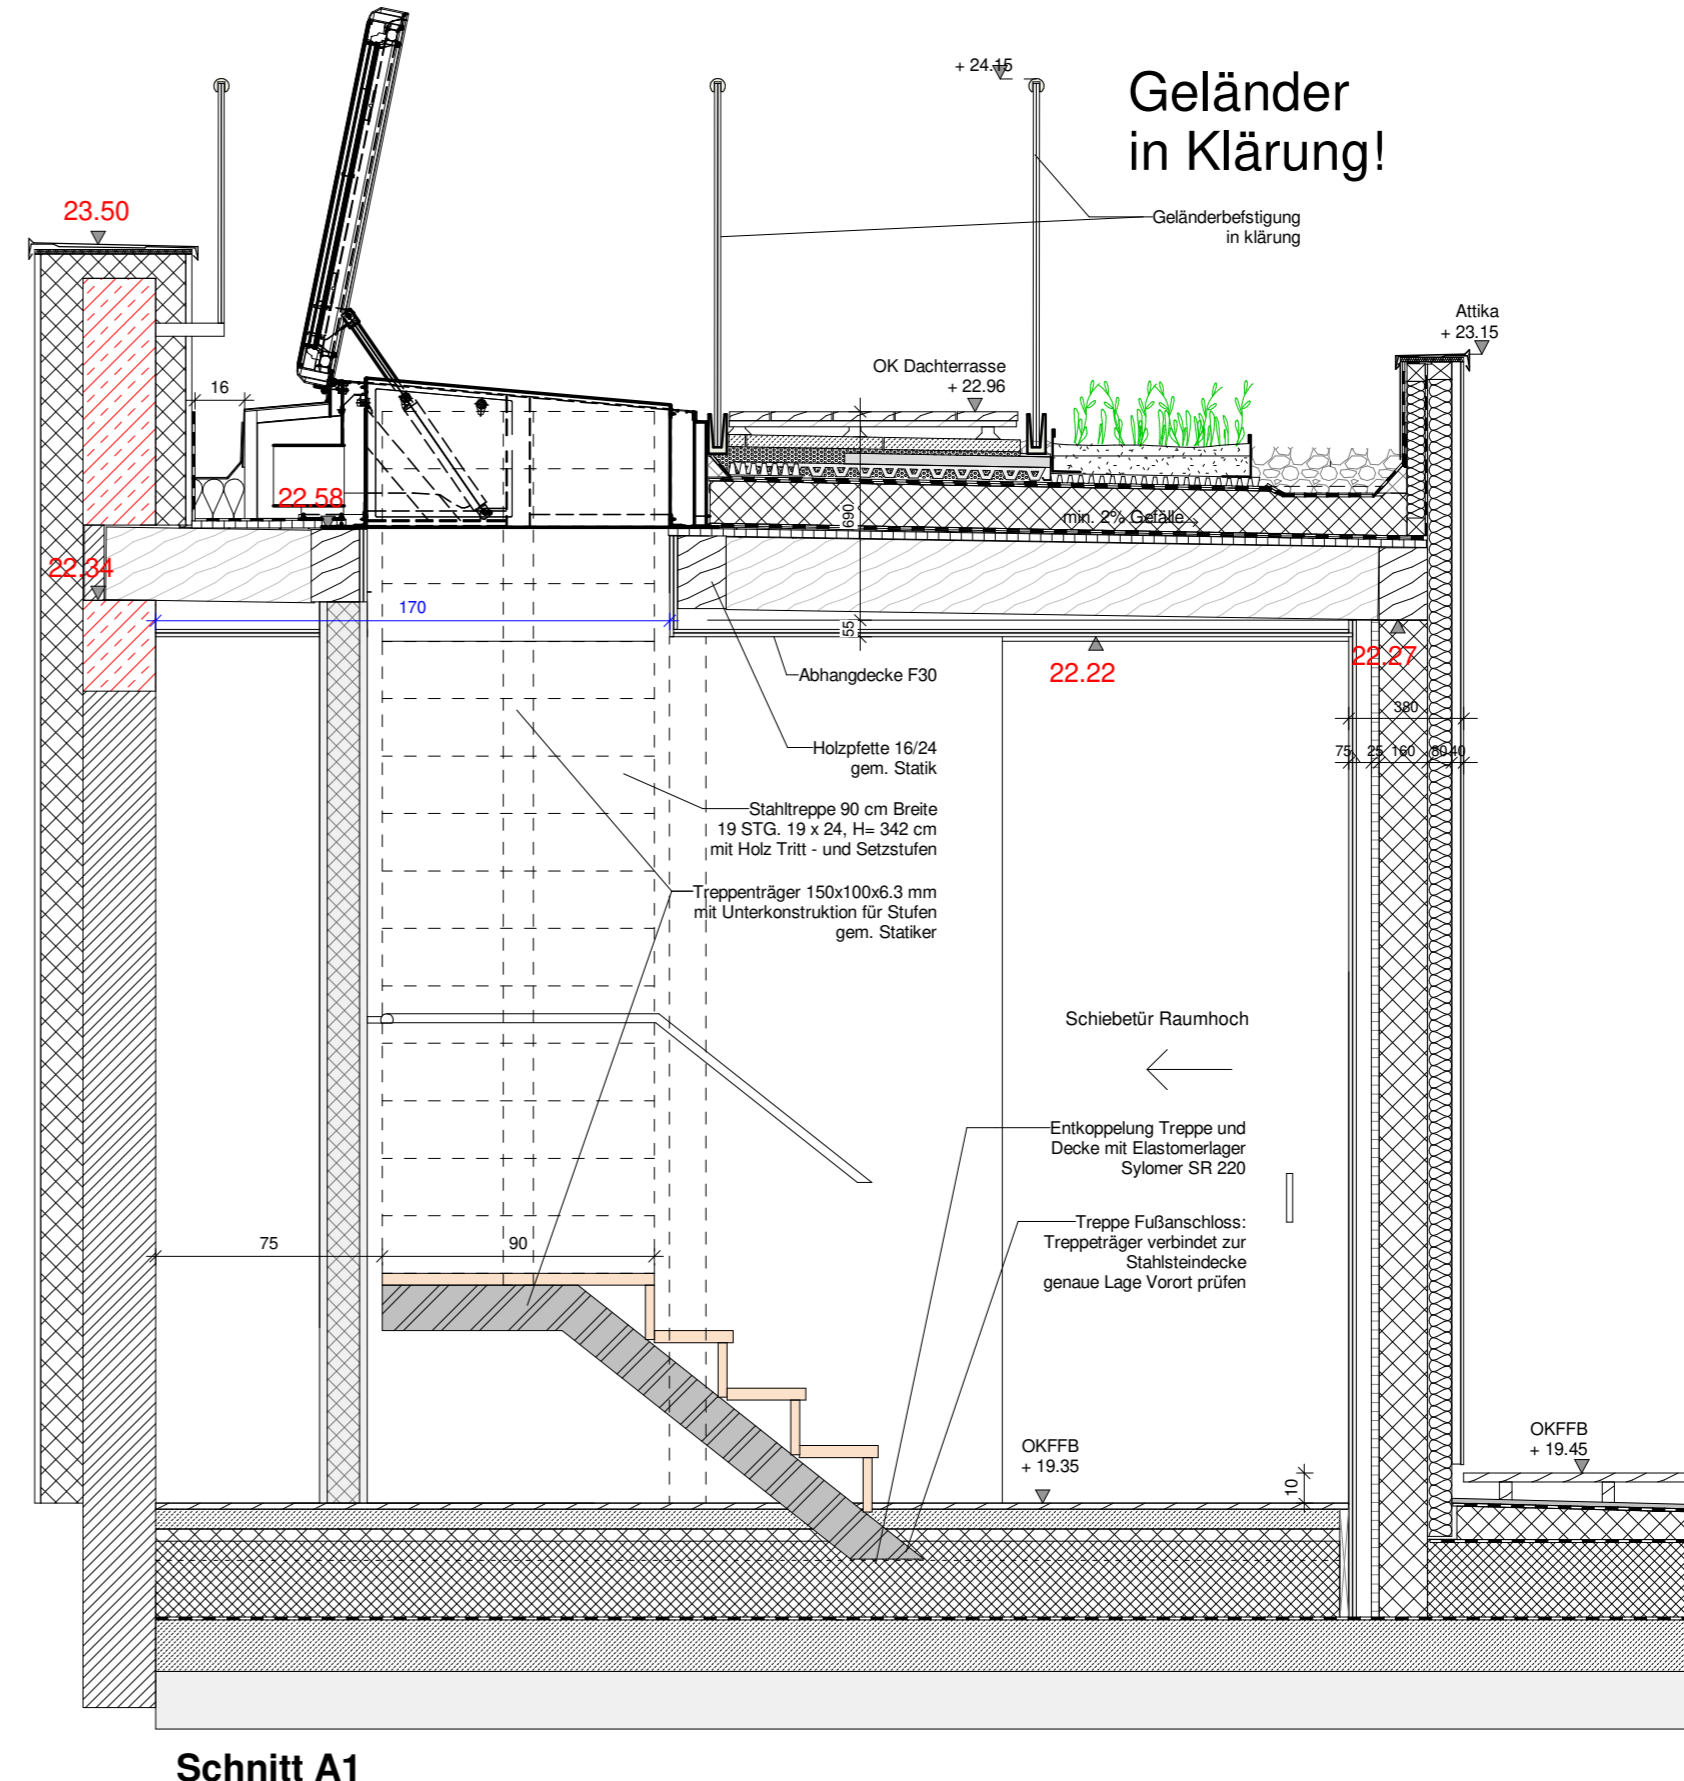 + 24.15
Geländer
in Klärung!
23.50
Geländerbefstigung
in klärung
Attika
+ 23.15
OK Dachterrasse
+ 22.96
16
22.58
690
min. 2% Gefälle
22.34
170
55
22.22
22.27
Abhangdecke F30
380
75 25 160 80 40
Holzpfette 16/24
gem. Statik
Stahltreppe 90 cm Breite
19 STG. 19 x 24, H= 342 cm
mit Holz Tritt - und Setzstufen
Treppenträger 150x100x6.3 mm
mit Unterkonstruktion für Stufen
gem. Statiker
Schiebetür Raumhoch
Entkoppelung Treppe und
Decke mit Elastomerlager
Sylomer SR 220
Treppe Fußanschloss:
Treppeträger verbindet zur
Stahlsteindecke
genaue Lage Vorort prüfen
75
90
OKFFB
+ 19.35
10
OKFFB
+ 19.45
Schnitt A1